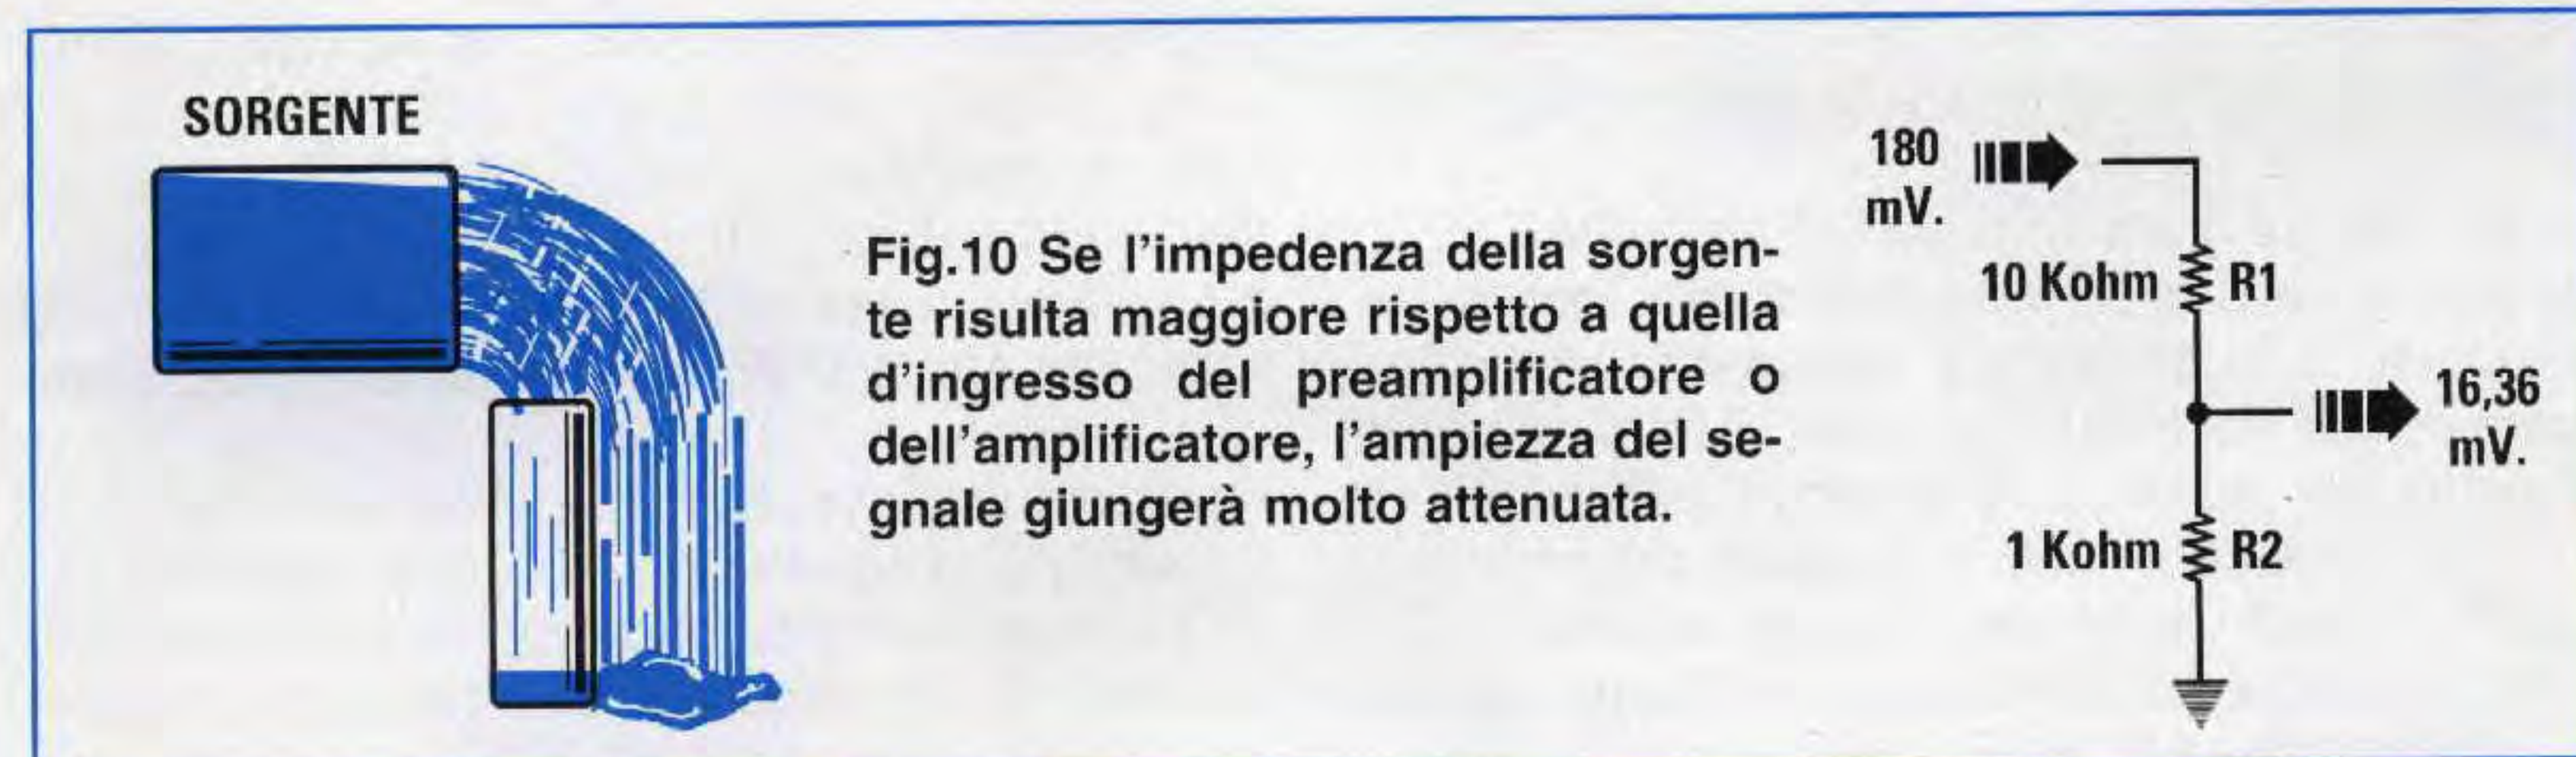 SORGENTE
Fig.10 Se l'impedenza della sorgen-
te risulta maggiore rispetto a quella
d'ingresso del preamplificatore o
dell'amplificatore, l'ampiezza del se-
gnale giungerà molto attenuata.
180
mV.
10 Kohm R1
16,36
mV.
1 Kohm R2